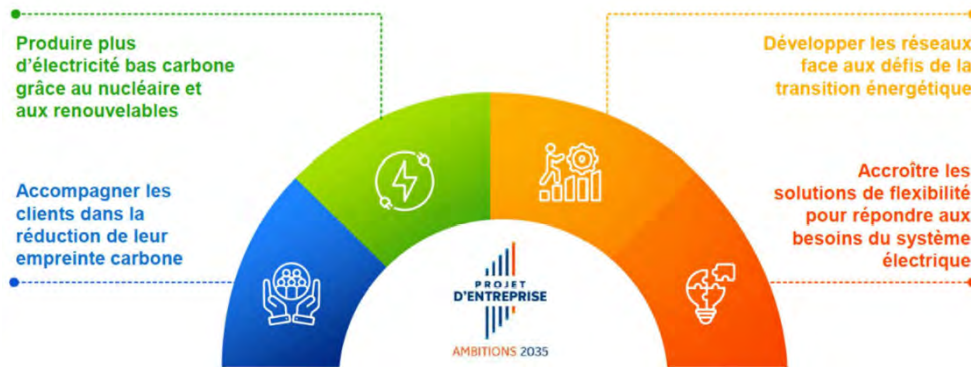 Produire plus
d’électricité bas carbone
grâce au nucléaire et
aux renouvelables
Développer les réseaux
face aux défis de la
transition énergétique
Accompagner les
clients dans la
réduction de leur
empreinte carbone
Accroître les
solutions de flexibilité
pour répondre aux
besoins du système
électrique
PROJET
D’ENTREPRISE
AMBITIONS 2035